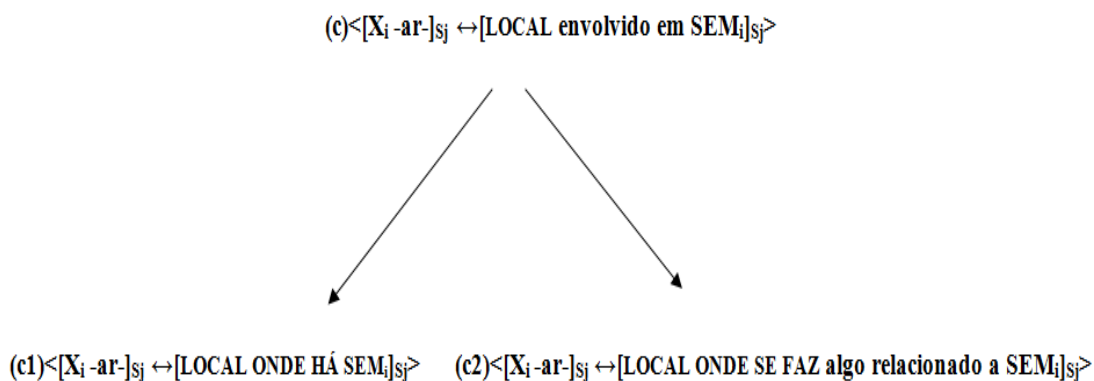 (c)<[Xi -ar-]Sj ↔[LOCAL envolvido em SEMi]Sj>
(c1)<[Xi -ar-]Sj ↔[LOCAL ONDE HÁ SEMi]Sj> (c2)<[Xi -ar-]Sj ↔[LOCAL ONDE SE FAZ algo relacionado a SEMi]Sj>